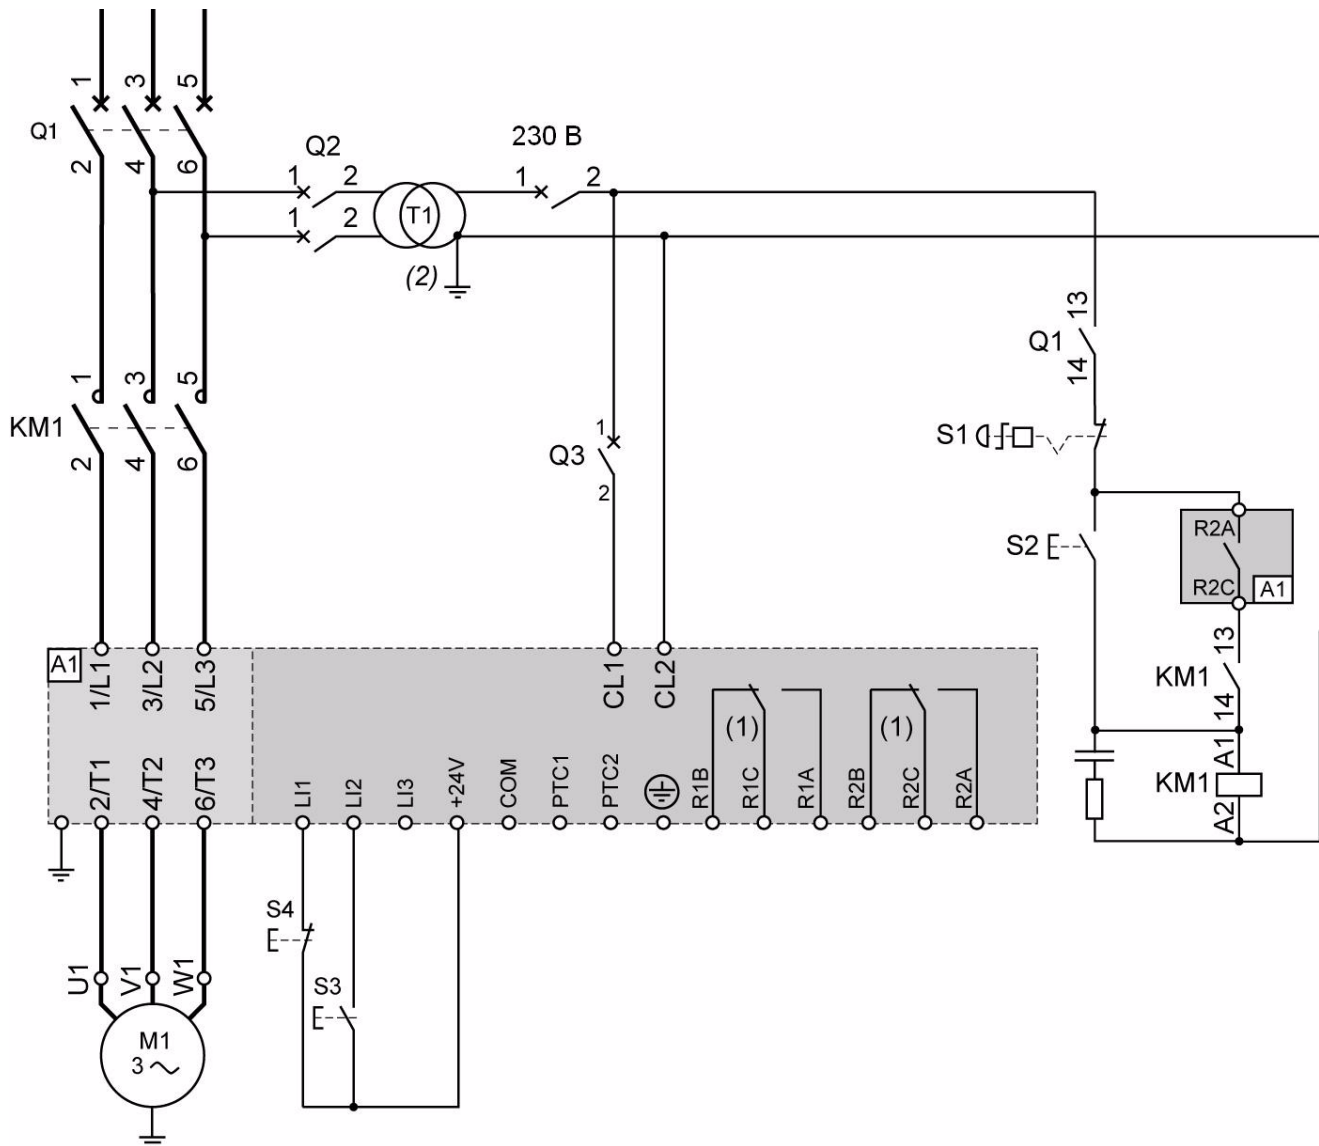 1 3 5
Q1
2 4 6
Q2
1 2
1 2
T1
(2)
230 В
1 2
13
Q1
14
1 3 5
KM1
2 4 6
1
Q3
2
S1
S2
R2A
R2C
A1
13
KM1
14
A1
KM1
A2
A1
1/L1 3/L2 5/L3
CL1 CL2
(1) (1)
2/T1 4/T2 6/T3
LI1 LI2 LI3 +24V COM PTC1 PTC2 R1B R1C R1A R2B R2C R2A
S4
S3
U1 V1 W1
M1
3